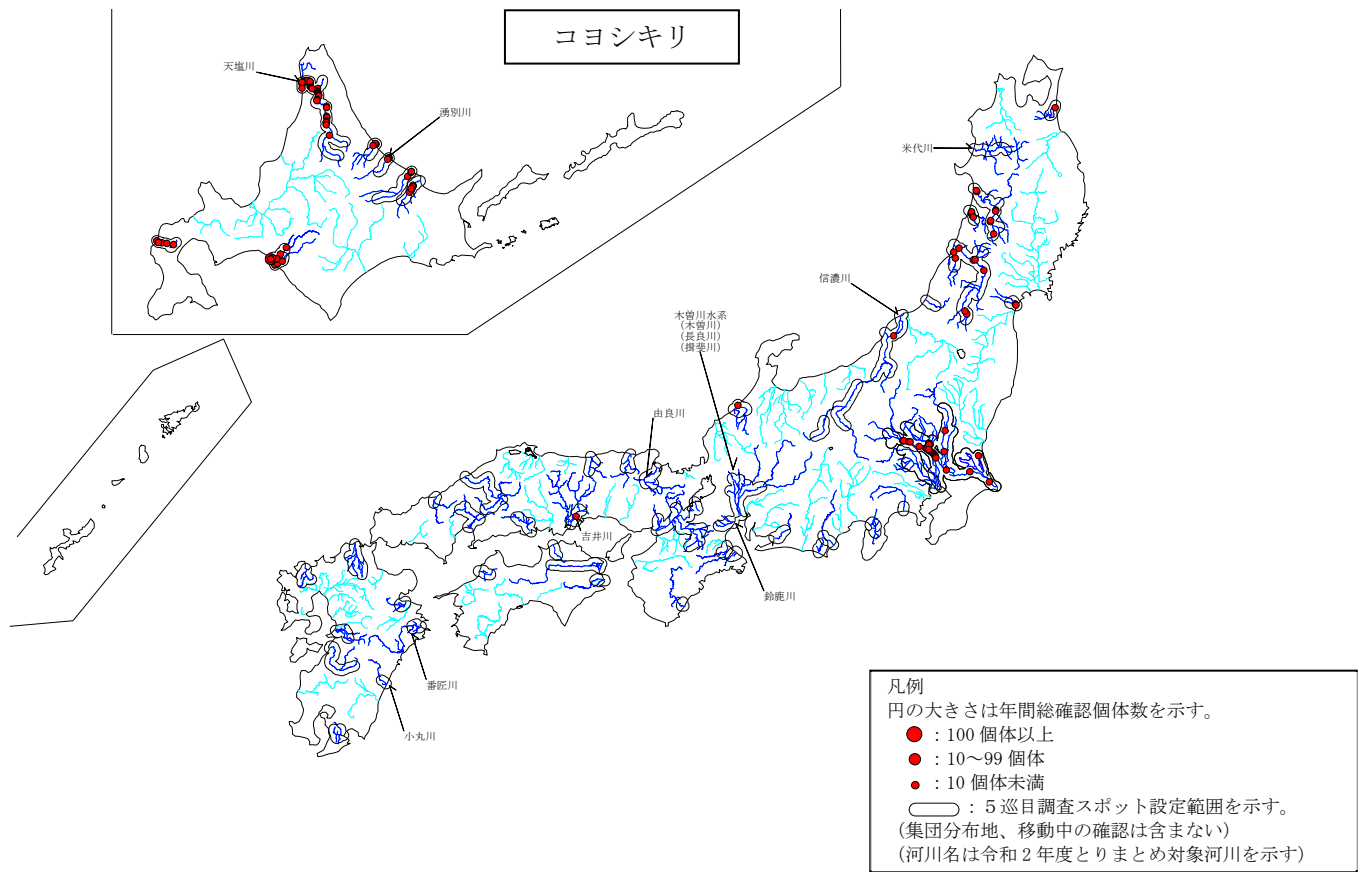 コヨシキリ
天塩川
湧別川
米代川
信濃川
木曽川水系
(木曽川)
(長良川)
(揖斐川)
由良川
吉井川
鈴鹿川
番匠川
小丸川
凡例
円の大きさは年間総確認個体数を示す。
：100 個体以上
：10～99 個体
：10 個体未満
：５巡目調査スポット設定範囲を示す。
(集団分布地、移動中の確認は含まない)
(河川名は令和２年度とりまとめ対象河川を示す)